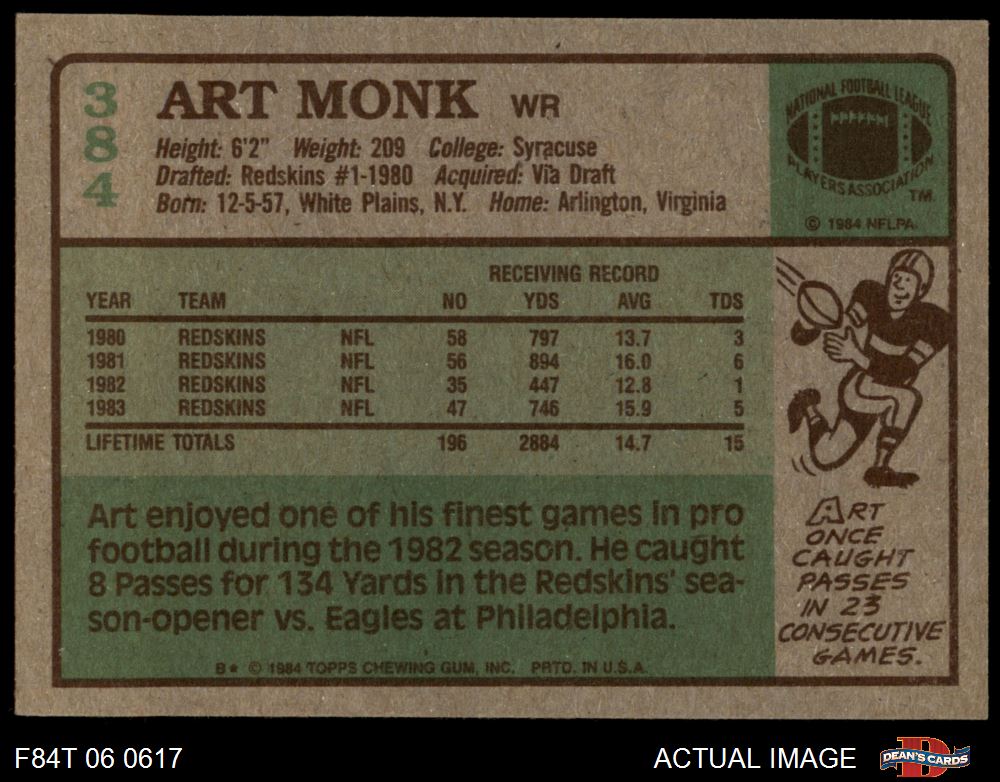 384
ART MONK WR
Height: 6'2" Weight: 209 College: Syracuse
Drafted: Redskins #1-1980 Acquired: Via Draft
Born: 12-5-57, White Plains, N.Y. Home: Arlington, Virginia
NATIONAL FOOTBALL LEAGUE
PLAYERS ASSOCIATION
TM
© 1984 NFLPA
RECEIVING RECORD
YEAR TEAM NO YDS AVG TDS
1980 REDSKINS NFL 58 797 13.7 3
1981 REDSKINS NFL 56 894 16.0 6
1982 REDSKINS NFL 35 447 12.8 1
1983 REDSKINS NFL 47 746 15.9 5
LIFETIME TOTALS 196 2884 14.7 15
Art enjoyed one of his finest games in pro
football during the 1982 season. He caught
8 Passes for 134 Yards in the Redskins' sea-
son-opener vs. Eagles at Philadelphia.
B* © 1984 TOPPS CHEWING GUM, INC. PRTD. IN U.S.A.
ART
ONCE
CAUGHT
PASSES
IN 23
CONSECUTIVE
GAMES.
F84T 06 0617
ACTUAL IMAGE
D
DEAN'S CARDS